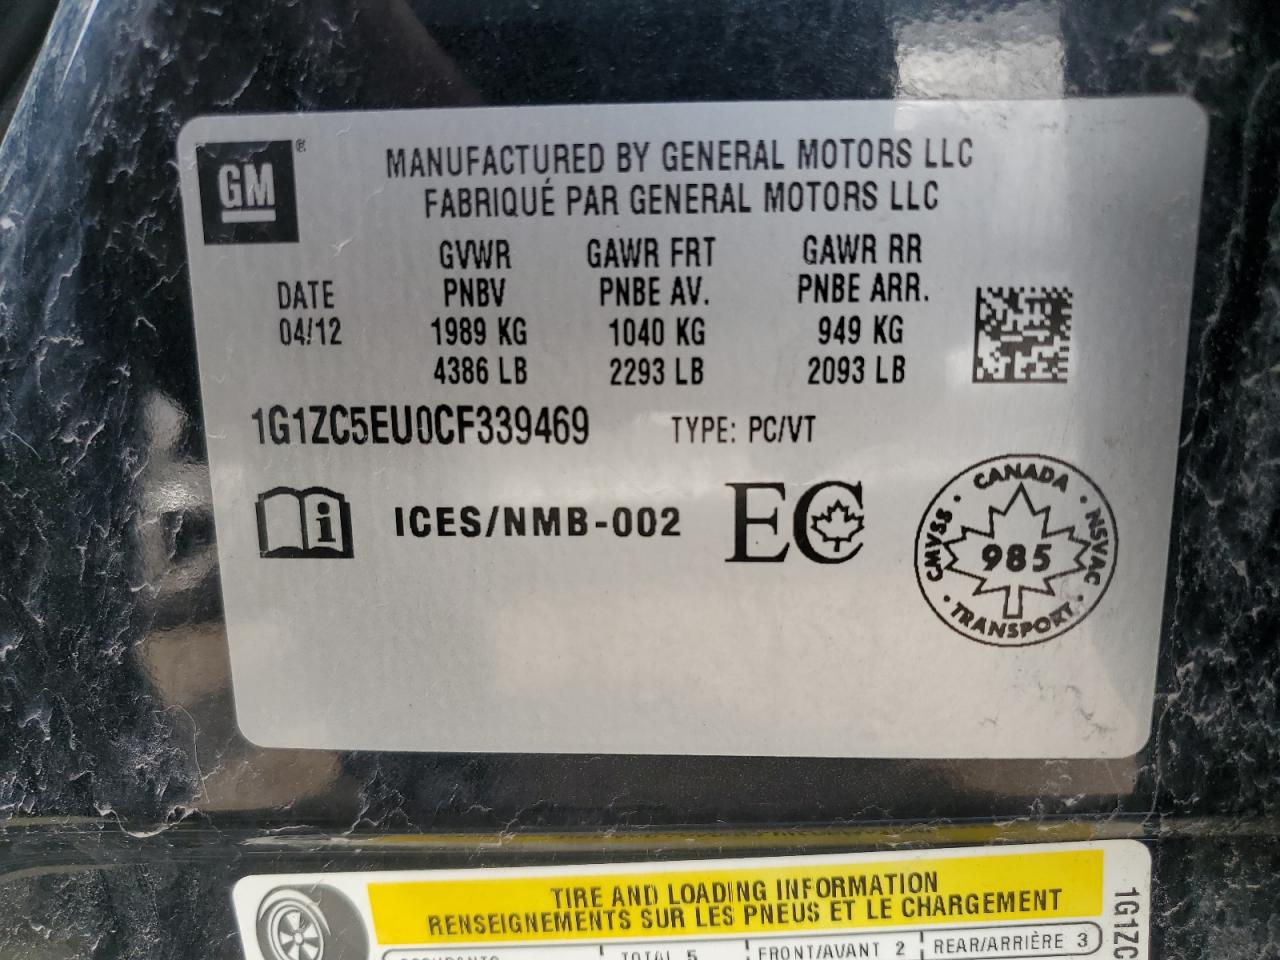 GM ®
MANUFACTURED BY GENERAL MOTORS LLC
FABRIQUÉ PAR GENERAL MOTORS LLC
GVWR GAWR FRT GAWR RR
DATE PNBV PNBE AV. PNBE ARR.
04/12 1989 KG 1040 KG 949 KG
4386 LB 2293 LB 2093 LB
1G1ZC5EU0CF339469 TYPE: PC/VT
i ICES/NMB-002 EC
CANADA
CMVSS · NSVAC
985
TRANSPORT
TIRE AND LOADING INFORMATION
RENSEIGNEMENTS SUR LES PNEUS ET LE CHARGEMENT
TOTAL 5 FRONT/AVANT 2 REAR/ARRIÈRE 3
1G1ZC